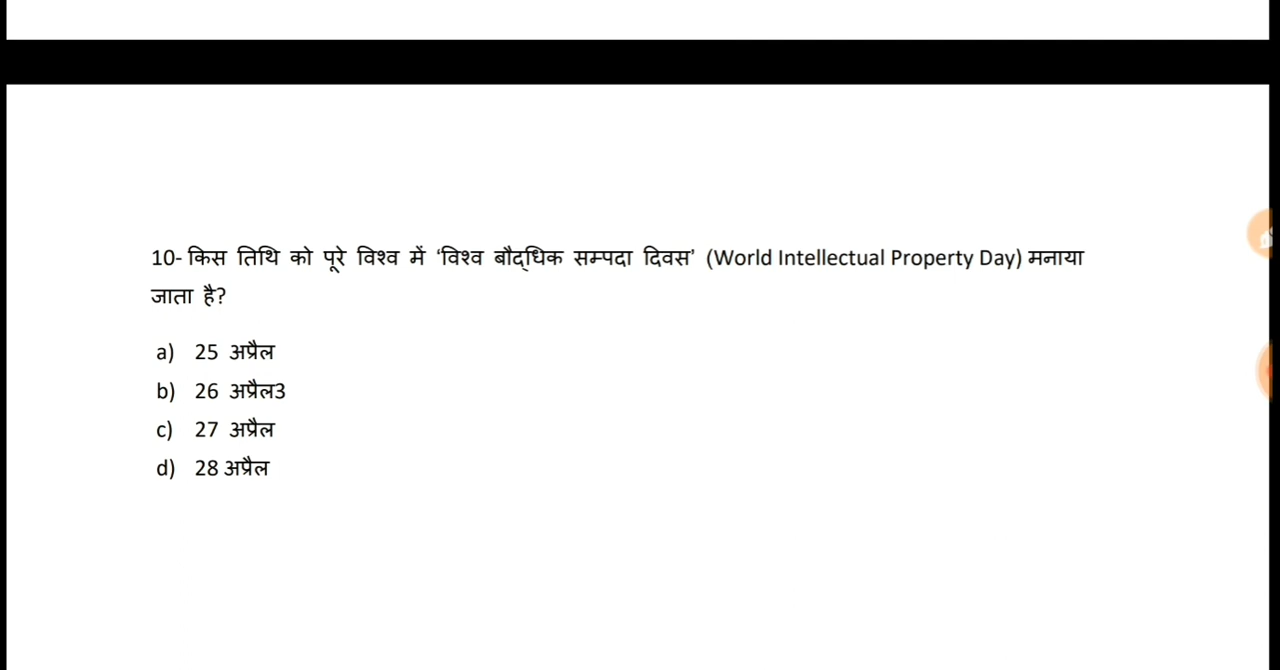 10- किस तिथि को पूरे विश्व में ‘विश्व बौद्धिक सम्पदा दिवस’ (World Intellectual Property Day) मनाया
जाता है?
a) 25 अप्रैल
b) 26 अप्रैल3
c) 27 अप्रैल
d) 28 अप्रैल